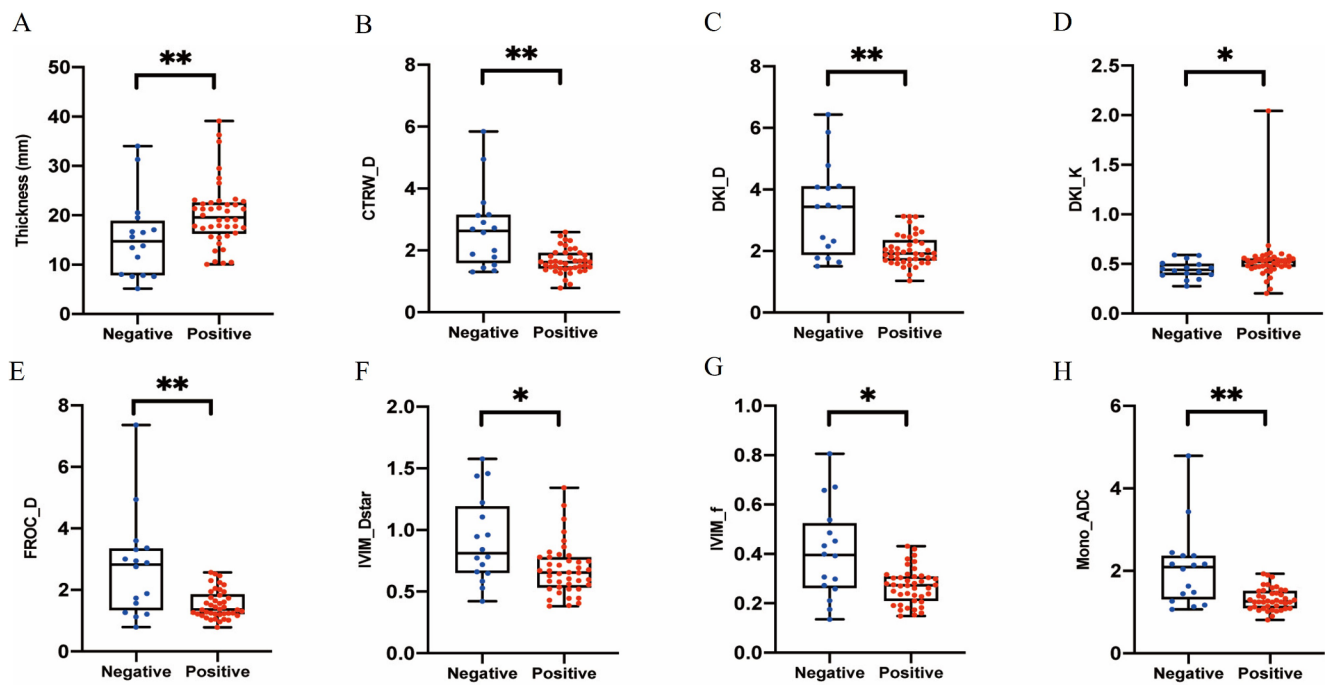 A
Thickness (mm)
50
40
30
20
10
0
**
Negative
Positive
B
CTRW_D
8
6
4
2
0
**
Negative
Positive
C
DKI_D
8
6
4
2
0
**
Negative
Positive
D
DKI_K
2.5
2.0
1.5
1.0
0.5
0.0
*
Negative
Positive
E
FROC_D
8
6
4
2
0
**
Negative
Positive
F
IVIM_Dstar
2.0
1.5
1.0
0.5
0.0
*
Negative
Positive
G
IVIM_f
1.0
0.8
0.6
0.4
0.2
0.0
*
Negative
Positive
H
Mono_ADC
6
4
2
0
**
Negative
Positive